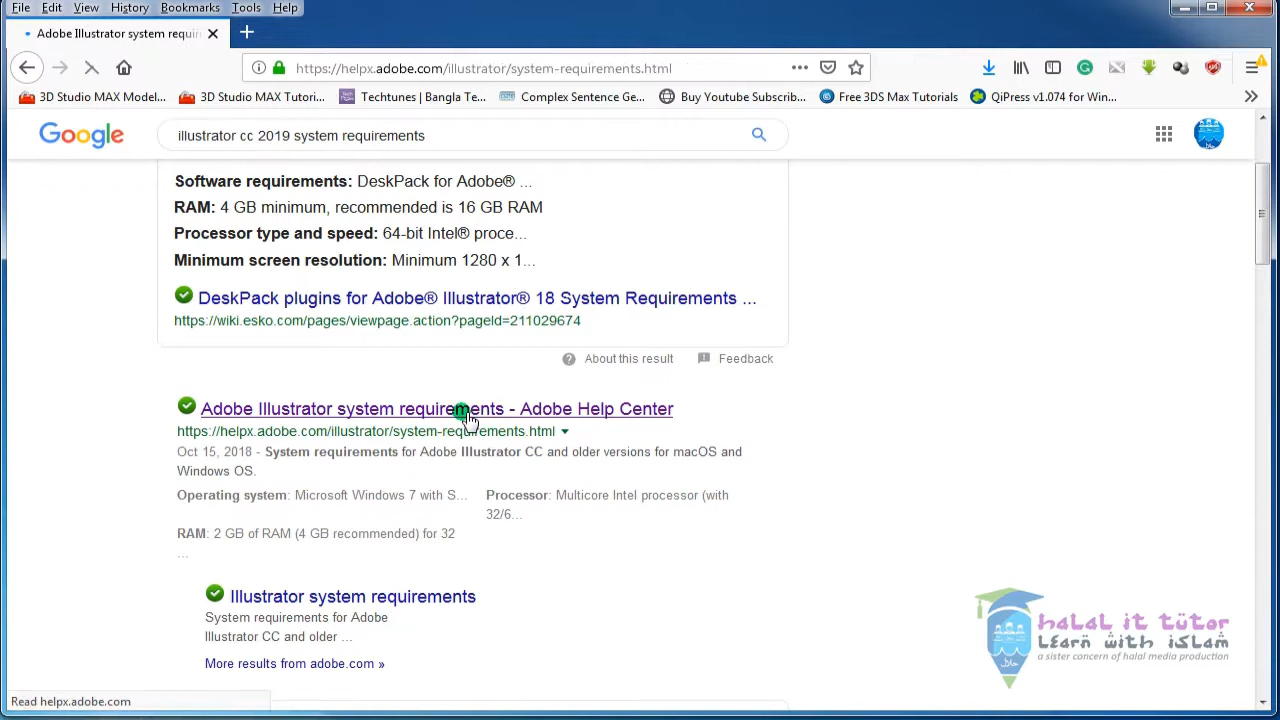 File Edit View History Bookmarks Tools Help
Adobe Illustrator system requir
https://helpx.adobe.com/illustrator/system-requirements.html
3D Studio MAX Model... 3D Studio MAX Tutori... Techtunes | Bangla Te... Complex Sentence Ge... Buy Youtube Subscrib... Free 3DS Max Tutorials QiPress v1.074 for Win...
Google illustrator cc 2019 system requirements
Software requirements: DeskPack for Adobe® ...
RAM: 4 GB minimum, recommended is 16 GB RAM
Processor type and speed: 64-bit Intel® proce...
Minimum screen resolution: Minimum 1280 x 1...
DeskPack plugins for Adobe® Illustrator® 18 System Requirements ...
https://wiki.esko.com/pages/viewpage.action?pageId=211029674
About this result Feedback
Adobe Illustrator system requirements - Adobe Help Center
https://helpx.adobe.com/illustrator/system-requirements.html
Oct 15, 2018 - System requirements for Adobe Illustrator CC and older versions for macOS and
Windows OS.
Operating system: Microsoft Windows 7 with S... Processor: Multicore Intel processor (with
32/6...
RAM: 2 GB of RAM (4 GB recommended) for 32
...
Illustrator system requirements
System requirements for Adobe
Illustrator CC and older ...
More results from adobe.com »
halal it tutor
Learn with islam
a sister concern of halal media production
حلال
Read helpx.adobe.com